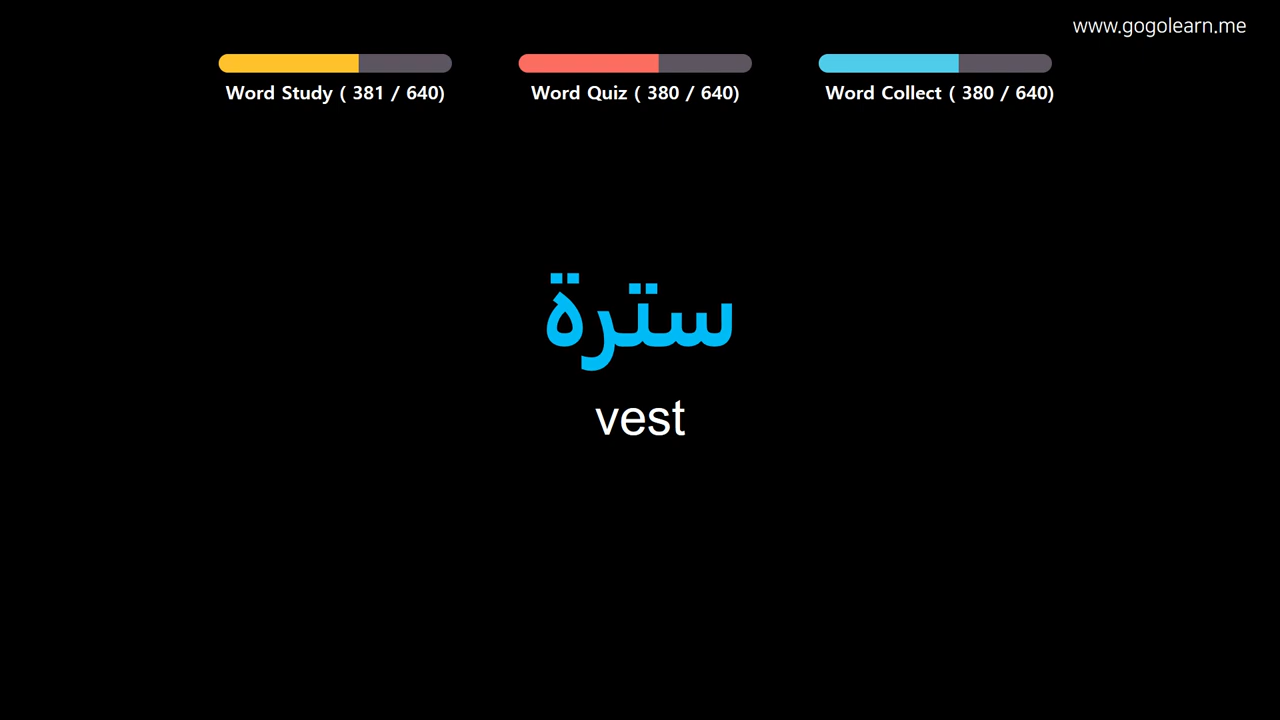 www.gogolearn.me
Word Study ( 381 / 640)
Word Quiz ( 380 / 640)
Word Collect ( 380 / 640)
سترة
vest